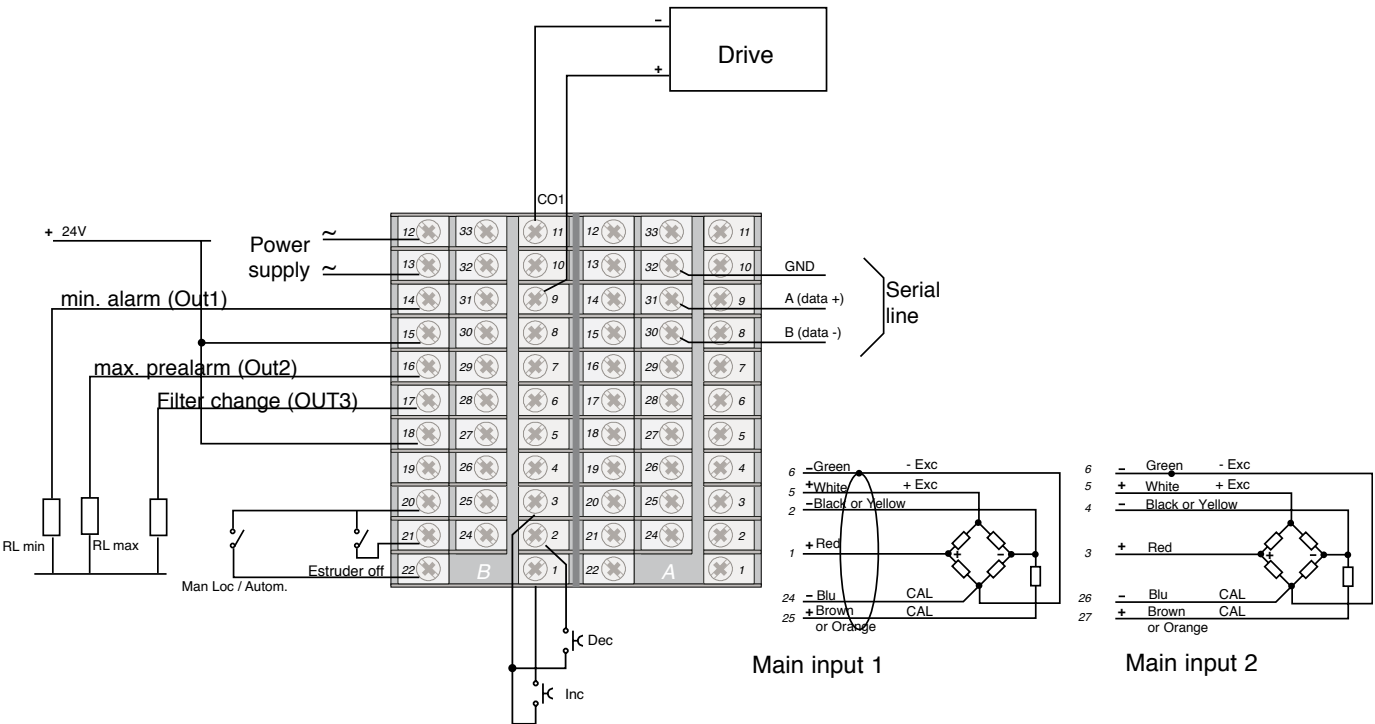 Drive
-
+
CO1
+ 24V
Power
supply
~
~
min. alarm (Out1)
max. prealarm (Out2)
Filter change (OUT3)
RL min
RL max
Man Loc / Autom.
Estruder off
12 33 11 12 33 11
13 32 10 13 32 10
14 31 9 14 31 9
15 30 8 15 30 8
16 29 7 16 29 7
17 28 6 17 28 6
18 27 5 18 27 5
19 26 4 19 26 4
20 25 3 20 25 3
21 24 2 21 24 2
22 B 1 22 A 1
GND
A (data +)
B (data -)
Serial
line
Dec
Inc
6 - Green - Exc
5 + White + Exc
2 - Black or Yellow
1 + Red
+ -
24 - Blu CAL
25 + Brown CAL
or Orange
Main input 1
6 - Green - Exc
5 + White + Exc
4 - Black or Yellow
3 + Red
+ -
26 - Blu CAL
27 + Brown CAL
or Orange
Main input 2